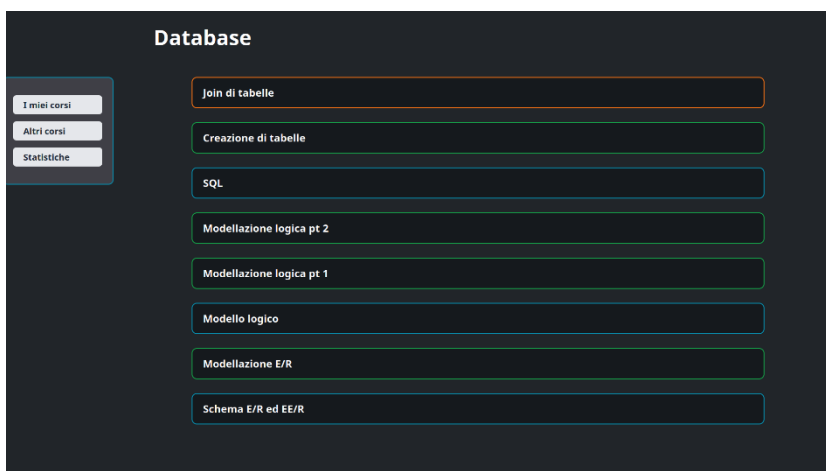 Database
I miei corsi
Altri corsi
Statistiche
Join di tabelle
Creazione di tabelle
SQL
Modellazione logica pt 2
Modellazione logica pt 1
Modello logico
Modellazione E/R
Schema E/R ed EE/R